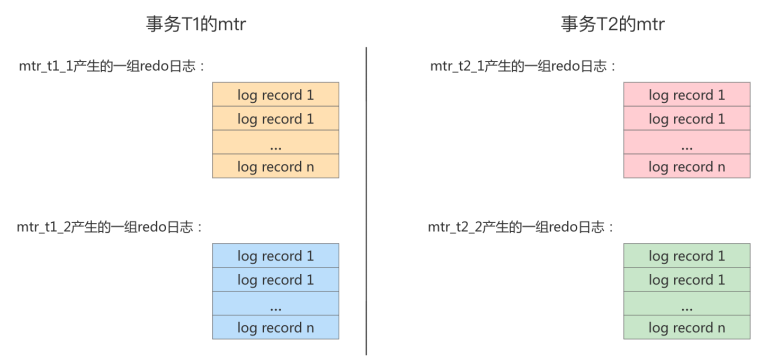 事务T1的mtr
mtr_t1_1产生的一组redo日志：
log record 1
log record 1
...
log record n
mtr_t1_2产生的一组redo日志：
log record 1
log record 1
...
log record n
事务T2的mtr
mtr_t2_1产生的一组redo日志：
log record 1
log record 1
...
log record n
mtr_t2_2产生的一组redo日志：
log record 1
log record 1
...
log record n